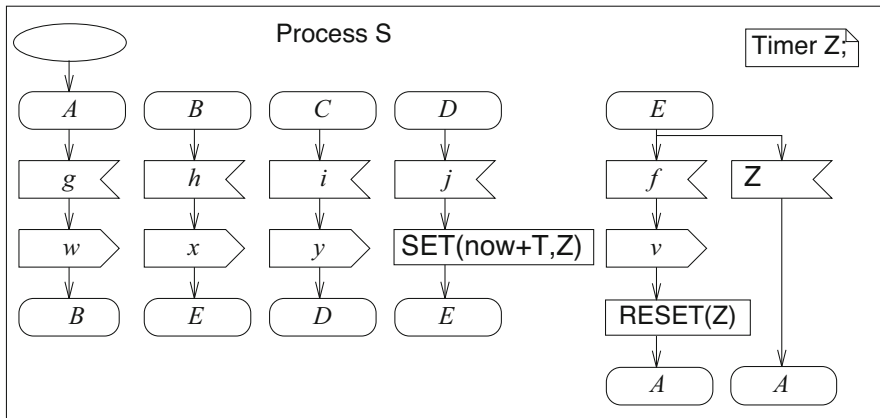 Process S
Timer Z;
A B C D E
g h i j f Z
w x y SET(now+T,Z) v
B E D E RESET(Z)
A A